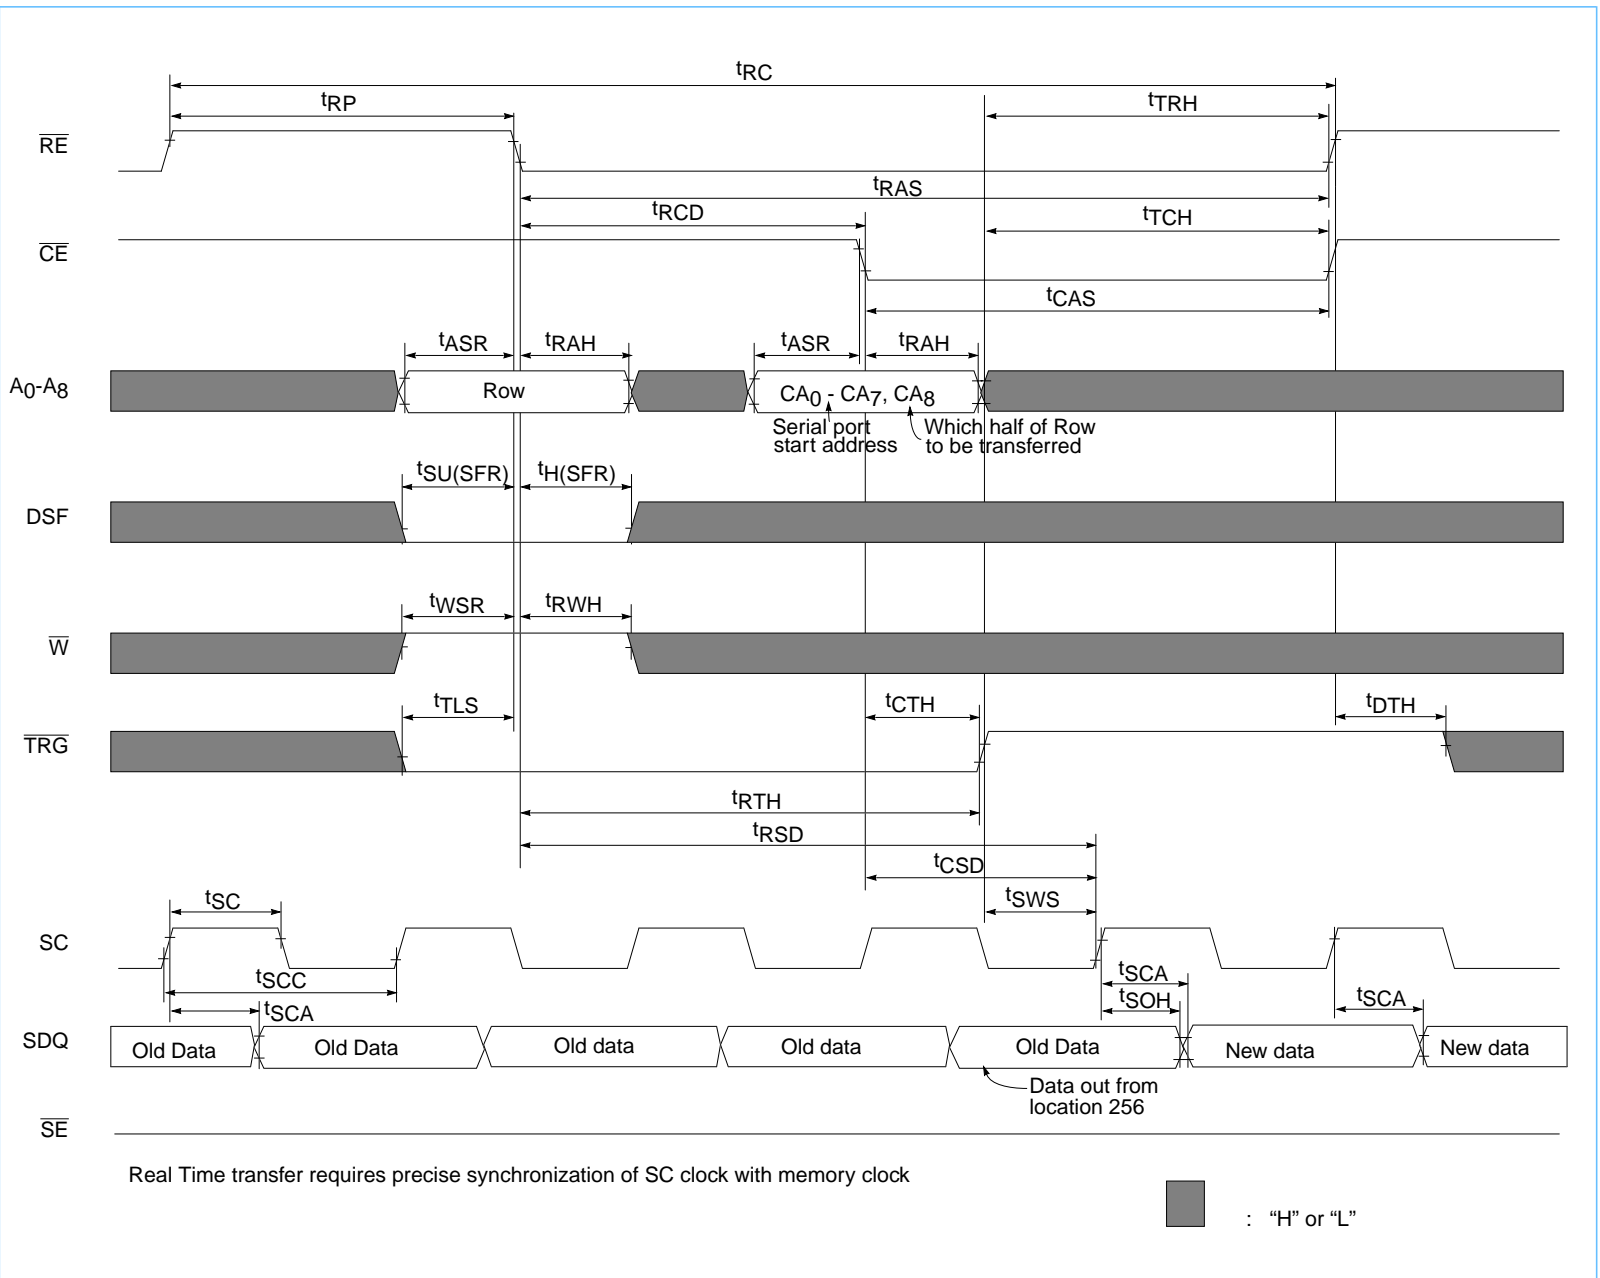 tRC
tRP
tTRH
RE
tRAS
tRCD
tTCH
CE
tCAS
tASR
tRAH
tASR
tRAH
A0-A8
Row
CA0 - CA7, CA8
Serial port
start address
Which half of Row
to be transferred
tSU(SFR)
tH(SFR)
DSF
tWSR
tRWH
W
tTLS
tCTH
tDTH
TRG
tRTH
tRSD
tCSD
tSC
tSWS
SC
tSCC
tSCA
tSCA
tSOH
tSCA
SDQ
Old Data
Old Data
Old data
Old data
Old Data
New data
New data
Data out from
location 256
SE
Real Time transfer requires precise synchronization of SC clock with memory clock
: “H” or “L”